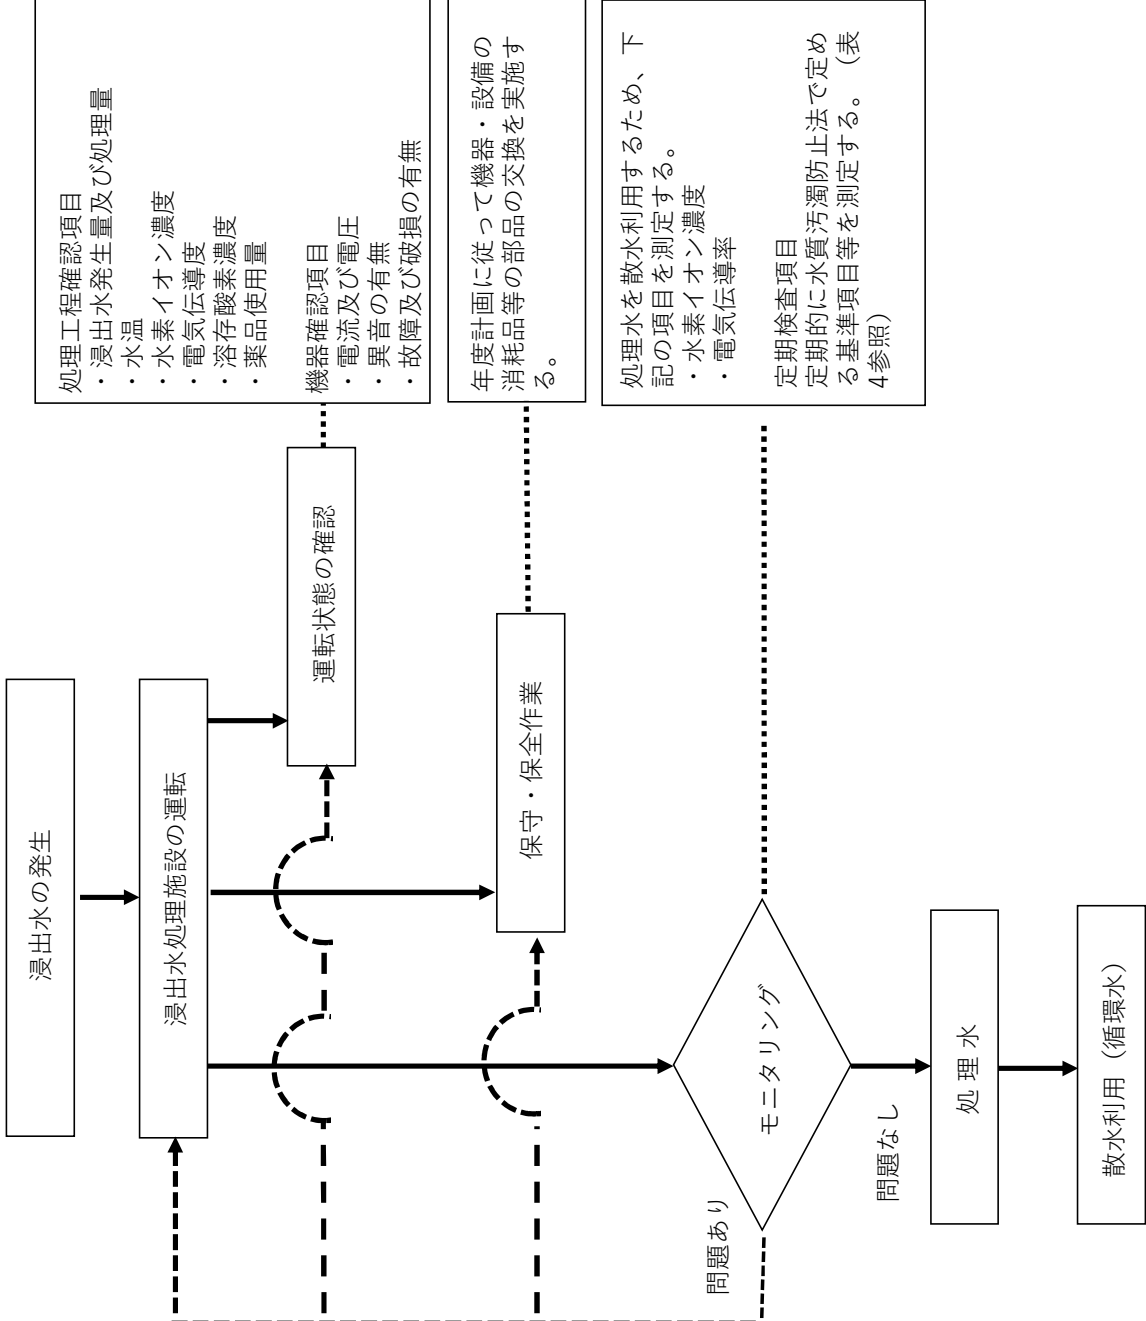 浸出水の発生
浸出水処理施設の運転
運転状態の確認
処理工程確認項目
・浸出水発生量及び処理量
・水温
・水素イオン濃度
・電気伝導度
・溶存酸素濃度
・薬品使用量
機器確認項目
・電流及び電圧
・異音の有無
・故障及び破損の有無
保守・保全作業
年度計画に従って機器・設備の
消耗品等の部品の交換を実施す
る。
モニタリング
処理水を散水利用するため、下
記の項目を測定する。
・水素イオン濃度
・電気伝導率
定期検査項目
定期的に水質汚濁防止法で定め
る基準項目等を測定する。（表
4参照）
問題あり
問題なし
処理水
散水利用（循環水）